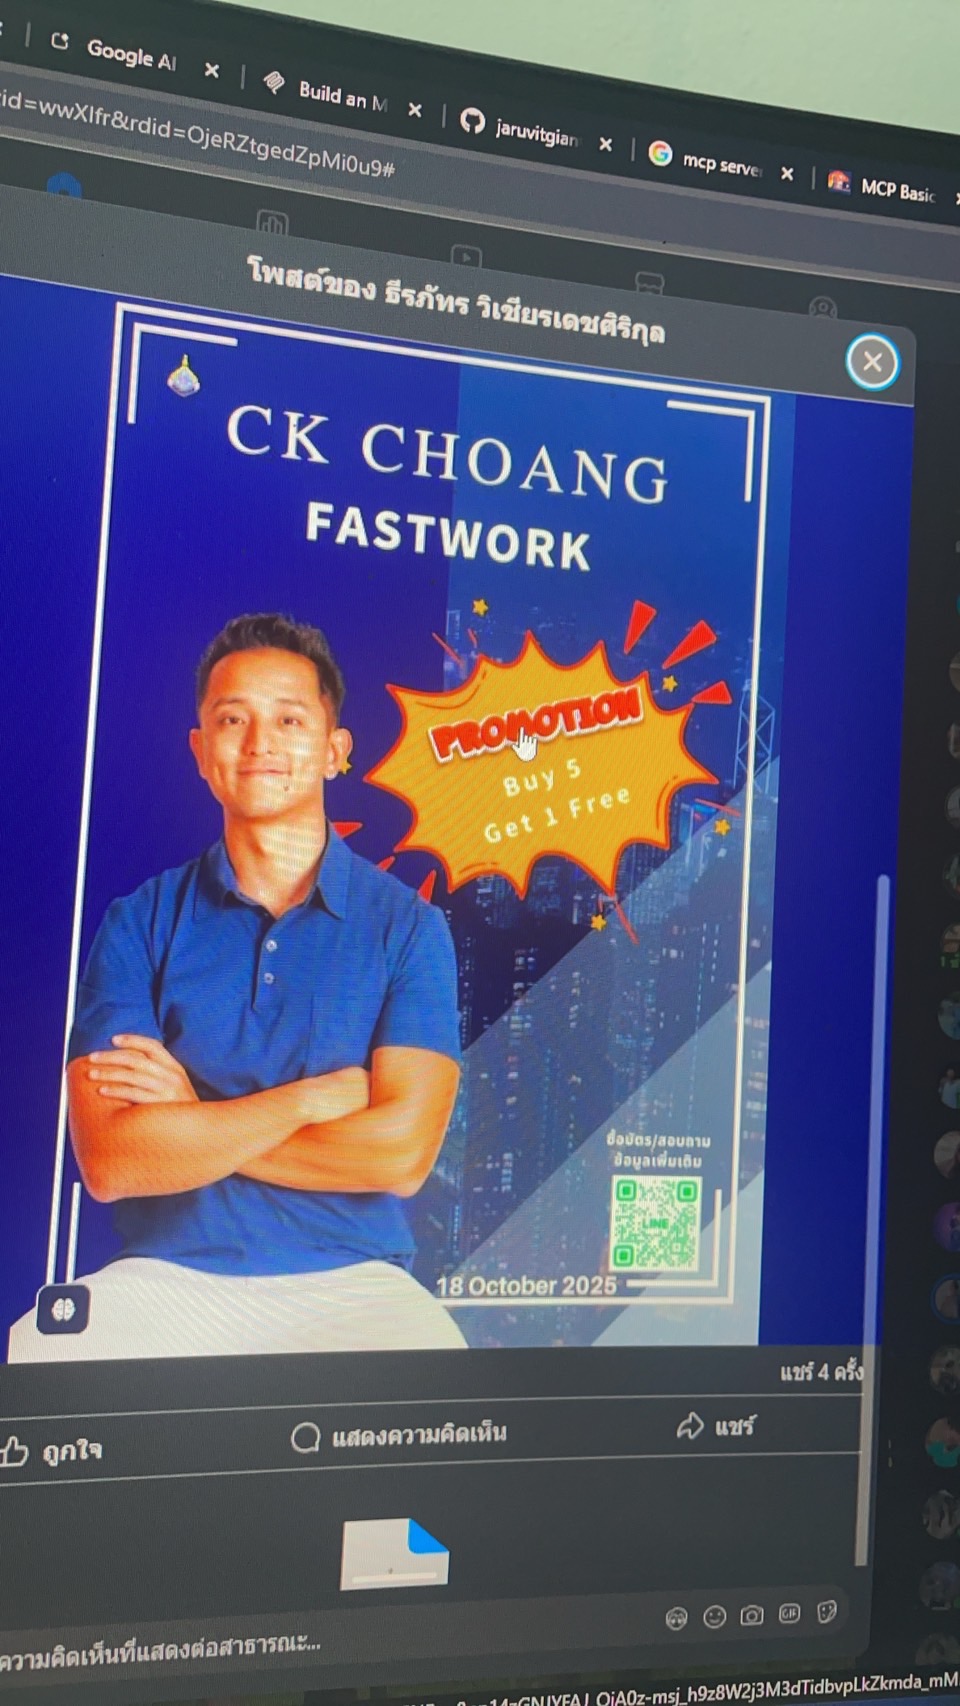 Google AI
Build an M
jaruvitgian
mcp server
MCP Basic
id=wwXIfr&rdid=OjeRZtgedZpMi0u9#
โพสต์ของ ธีรภัทร วิเชียรเดชศิริกุล
CK CHOANG
FASTWORK
PROMOTION
Buy 5
Get 1 Free
ซื้อบัตร/สอบถาม
ข้อมูลเพิ่มเติม
LINE
18 October 2025
แชร์ 4 ครั้ง
ถูกใจ
แสดงความคิดเห็น
แชร์
ความคิดเห็นที่แสดงต่อสาธารณะ...
GIF